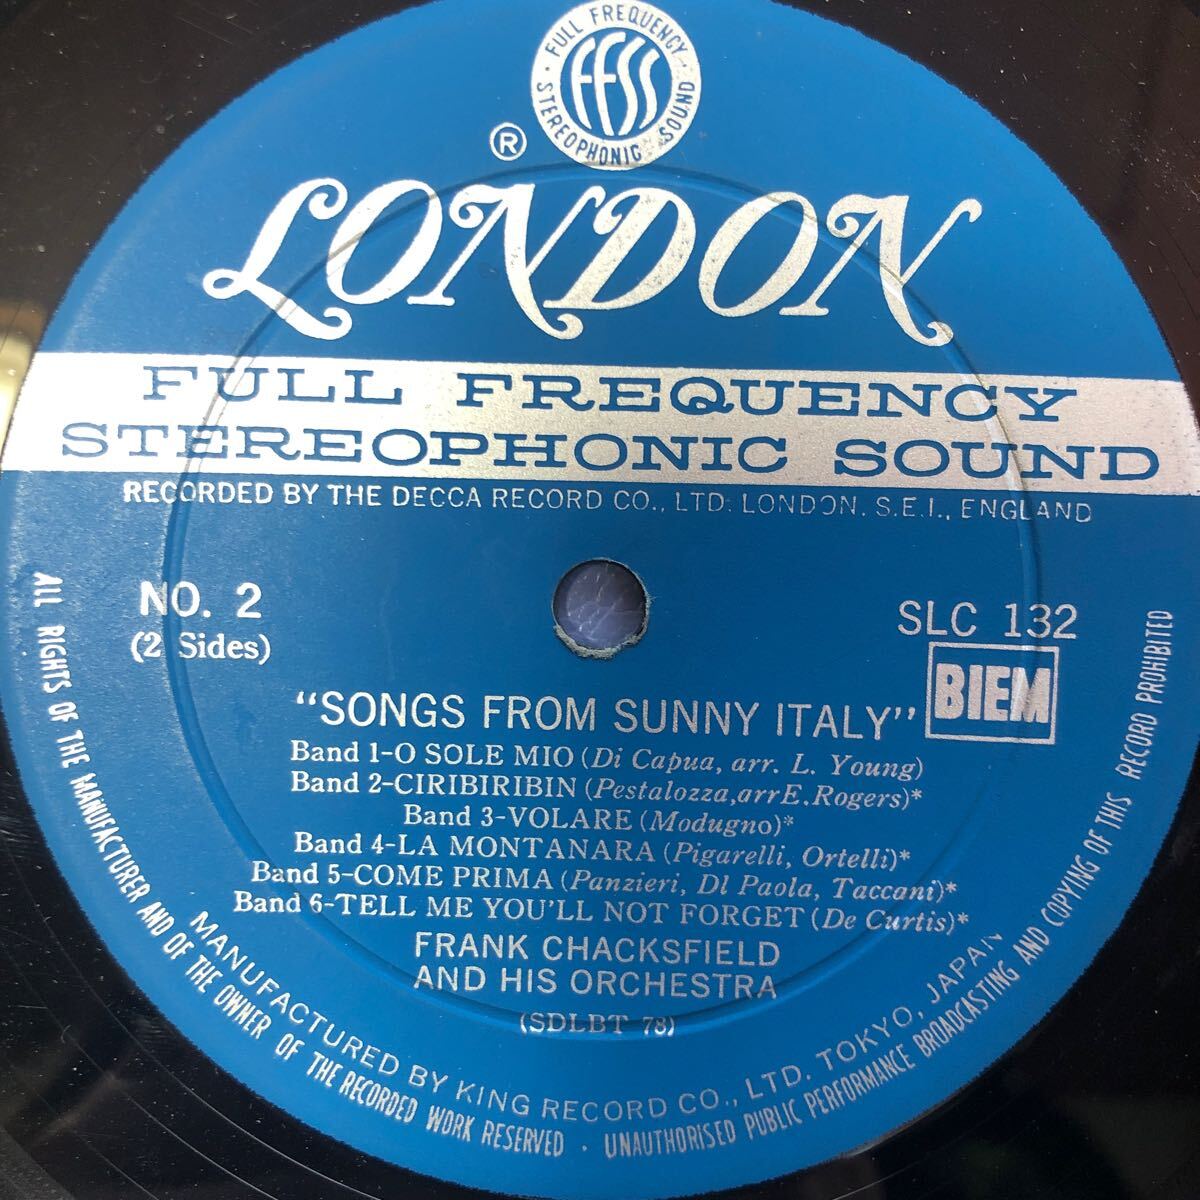 · FULL FREQUENCY ·
STEREOPHONIC SOUND
FFSS
®
LONDON
FULL FREQUENCY
STEREOPHONIC SOUND
RECORDED BY THE DECCA RECORD CO., LTD. LONDON. S.E.I., ENGLAND
NO. 2
(2 Sides)
SLC 132
BIEM
"SONGS FROM SUNNY ITALY"
Band 1-O SOLE MIO (Di Capua, arr. L. Young)
Band 2-CIRIBIRIBIN (Pestalozza,arrE.Rogers)*
Band 3-VOLARE (Modugno)*
Band 4-LA MONTANARA (Pigarelli, Ortelli)*
Band 5-COME PRIMA (Panzieri, Dl Paola, Taccani)*
Band 6-TELL ME YOU'LL NOT FORGET (De Curtis)*
FRANK CHACKSFIELD
AND HIS ORCHESTRA
(SDLBT 78)
MANUFACTURED BY KING RECORD CO., LTD. TOKYO, JAPAN
ALL RIGHTS OF THE MANUFACTURER AND OF THE OWNER OF THE RECORDED WORK RESERVED · UNAUTHORISED PUBLIC PERFORMANCE BROADCASTING AND COPYING OF THIS RECORD PROHIBITED